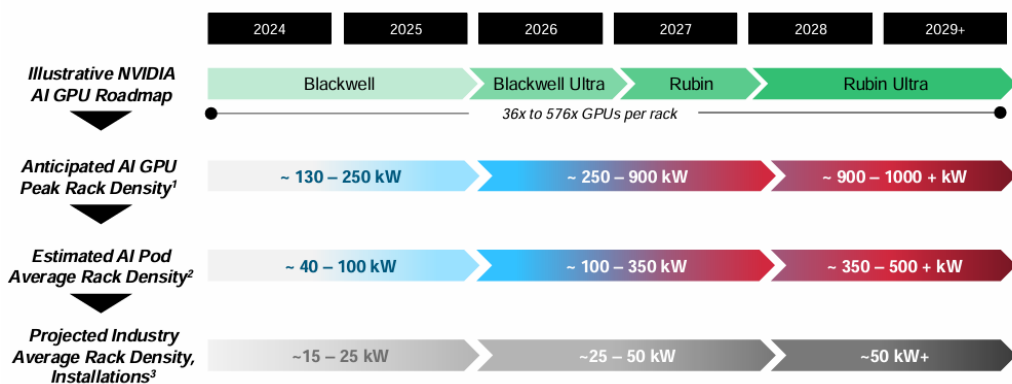 2024 2025 2026 2027 2028 2029+
Illustrative NVIDIA
AI GPU Roadmap
Blackwell Blackwell Ultra Rubin Rubin Ultra
36x to 576x GPUs per rack
Anticipated AI GPU
Peak Rack Density1
~ 130 – 250 kW ~ 250 – 900 kW ~ 900 – 1000 + kW
Estimated AI Pod
Average Rack Density2
~ 40 – 100 kW ~ 100 – 350 kW ~ 350 – 500 + kW
Projected Industry
Average Rack Density,
Installations3
~15 – 25 kW ~25 – 50 kW ~50 kW+